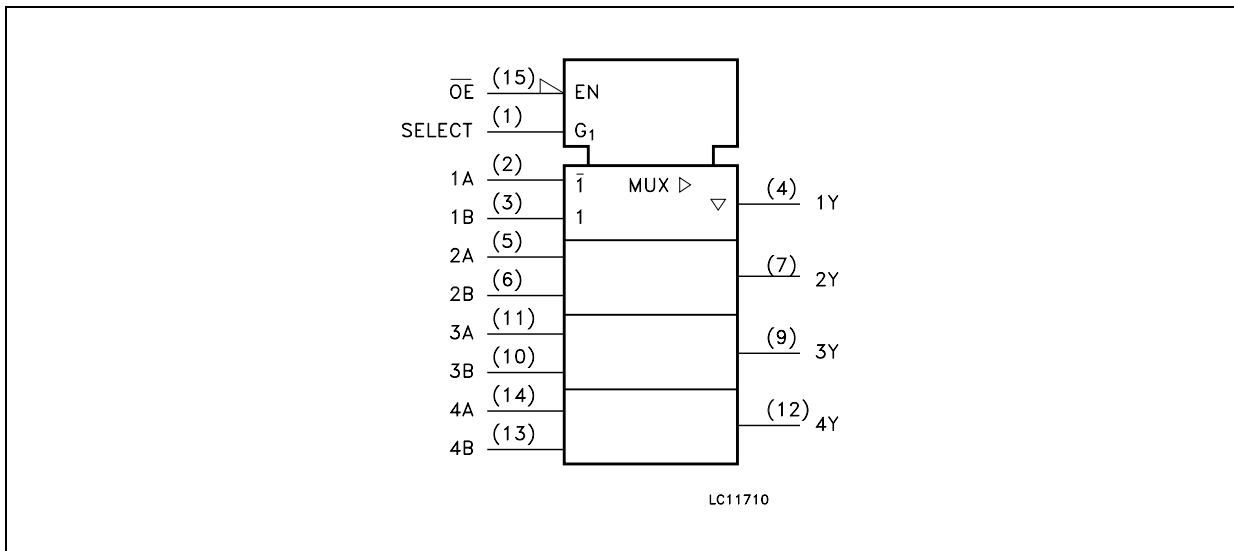 O̅E̅ (15) EN
SELECT (1) G₁
1A (2) 1̅ MUX ▷
1B (3) 1
▽ (4) 1Y
2A (5)
2B (6)
(7) 2Y
3A (11)
3B (10)
(9) 3Y
4A (14)
4B (13)
(12) 4Y
LC11710